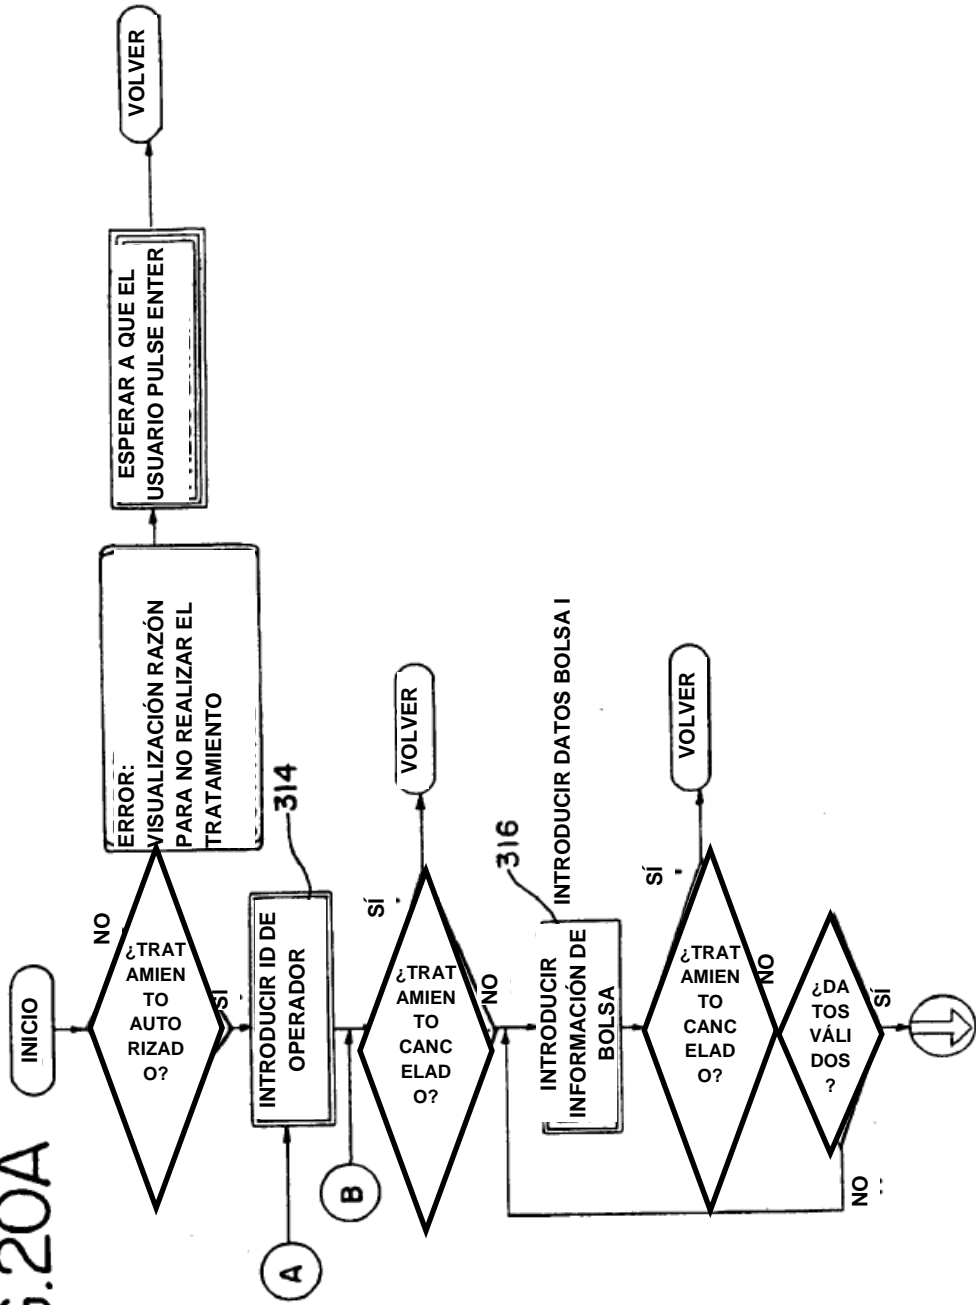 INICIO
¿TRAT
AMIEN
TO
AUTO
RIZAD
O?
NO
SÍ
ERROR:
VISUALIZACIÓN RAZÓN
PARA NO REALIZAR EL
TRATAMIENTO
ESPERAR A QUE EL
USUARIO PULSE ENTER
VOLVER
INTRODUCIR ID DE
OPERADOR
314
A
B
¿TRAT
AMIEN
TO
CANC
ELAD
O?
SÍ
VOLVER
NO
INTRODUCIR
INFORMACIÓN DE
BOLSA
316
INTRODUCIR DATOS BOLSA I
¿TRAT
AMIEN
TO
CANC
ELAD
O?
SÍ
VOLVER
NO
¿DA
TOS
VÁLI
DOS
?
SÍ
NO
.20A